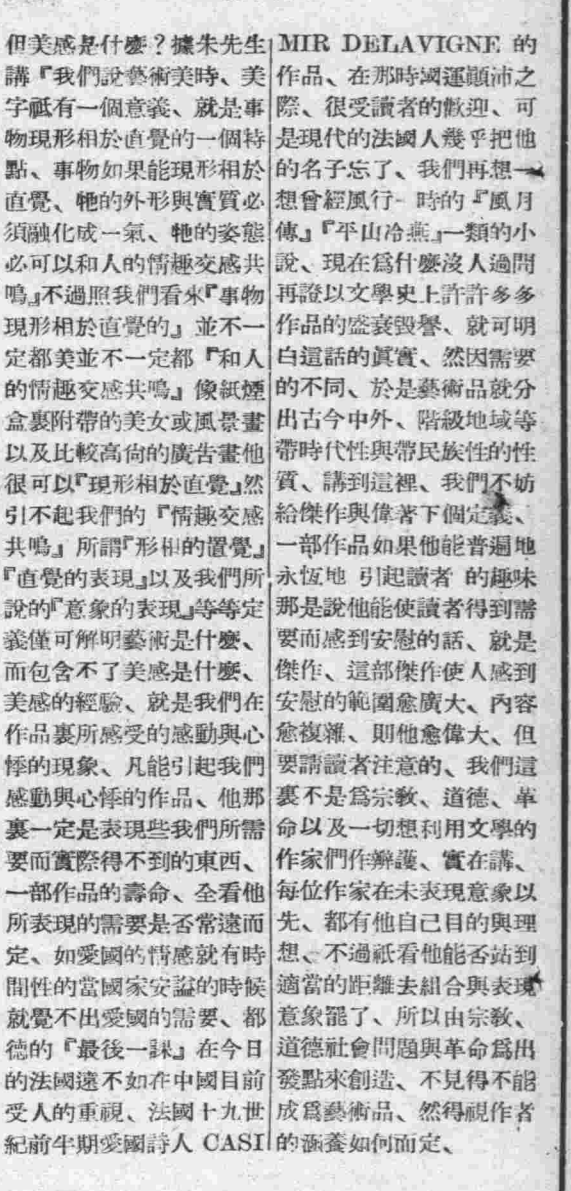 但美感是什麼？據朱先生
講『我們說藝術美時、美
字祗有一個意義、就是事
物現形相於直覺的一個特
點、事物如果能現形相於
直覺、牠的外形與實質必
須融化成一氣、牠的姿態
必可以和人的情趣交感共
鳴』不過照我們看來『事物
現形相於直覺的』並不一
定都美並不一定都『和人
的情趣交感共鳴』像紙煙
盒裏附帶的美女或風景畫
以及比較高尙的廣告畫他
很可以『現形相於直覺』然
引不起我們的『情趣交感
共鳴』所謂『形相的置覺』
『直覺的表現』以及我們所
說的『意象的表現』等等定
義僅可解明藝術是什麼、
而包含不了美感是什麼、
美感的經驗、就是我們在
作品裏所感受的感動與心
悸的現象、凡能引起我們
感動與心悸的作品、他那
裏一定是表現些我們所需
要而實際得不到的東西、
一部作品的壽命、全看他
所表現的需要是否常遠而
定、如愛國的情感就有時
間性的當國家安謐的時候
就覺不出愛國的需要、都
德的『最後一課』在今日
的法國遠不如在中國目前
受人的重視、法國十九世
紀前半期愛國詩人 CASI
MIR DELAVIGNE 的
作品、在那時國運顚沛之
際、很受讀者的歡迎、可
是現代的法國人幾乎把他
的名子忘了、我們再想一
想曾經風行一時的『風月
傳』『平山冷燕』一類的小
說、現在爲什麼沒人過問
再證以文學史上許許多多
作品的盛衰毀譽、就可明
白這話的眞實、然因需要
的不同、於是藝術品就分
出古今中外、階級地域等
帶時代性與帶民族性的性
質、講到這裡、我們不妨
給傑作與偉著下個定義、
一部作品如果他能普遍地
永恆地 引起讀者 的趣味
那是說他能使讀者得到需
要而感到安慰的話、就是
傑作、這部傑作使人感到
安慰的範圍愈廣大、內容
愈複雜、則他愈偉大、但
要請讀者注意的、我們這
裏不是爲宗敎、道德、革
命以及一切想利用文學的
作家們作辯護、實在講、
每位作家在未表現意象以
先、都有他自己目的與理
想、不過祇看他能否站到
適當的距離去組合與表現
意象罷了、所以由宗敎、
道德社會問題與革命爲出
發點來創造、不見得不能
成爲藝術品、然得視作者
的涵養如何而定、